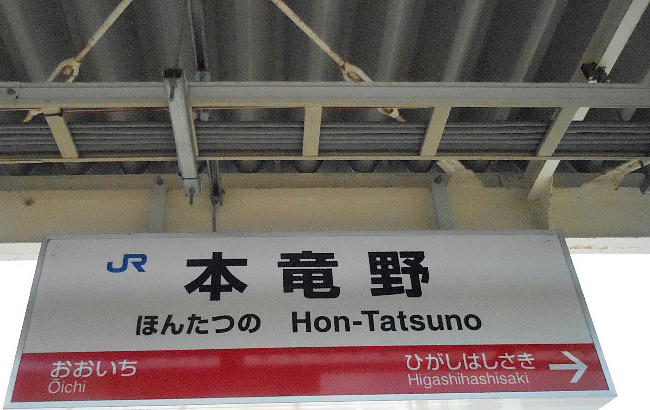 JR 本竜野
ほんたつの Hon-Tatsuno
おおいち ひがしはしさき →
Ōichi Higashihashisaki